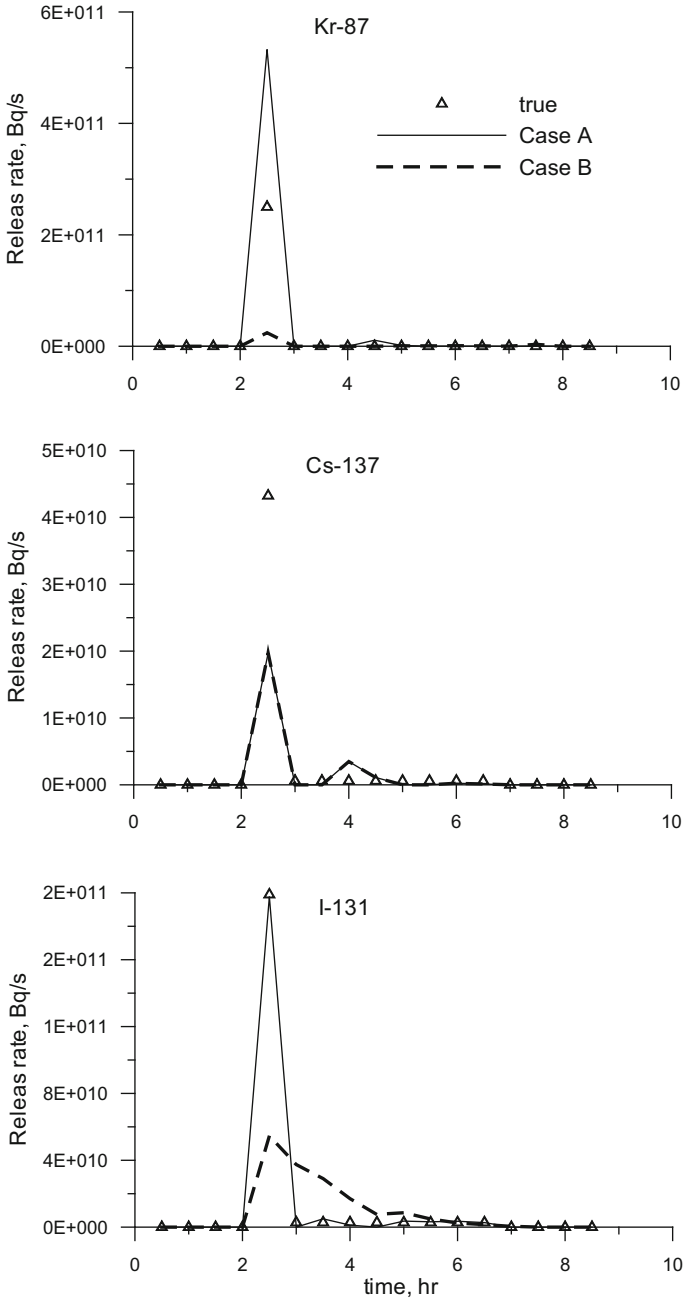 Kr-87
Releas rate, Bq/s
6E+011
4E+011
2E+011
0E+000
true
Case A
Case B
0 2 4 6 8 10
Cs-137
Releas rate, Bq/s
5E+010
4E+010
3E+010
2E+010
1E+010
0E+000
0 2 4 6 8 10
I-131
Releas rate, Bq/s
2E+011
2E+011
1E+011
8E+010
4E+010
0E+000
0 2 4 6 8 10
time, hr